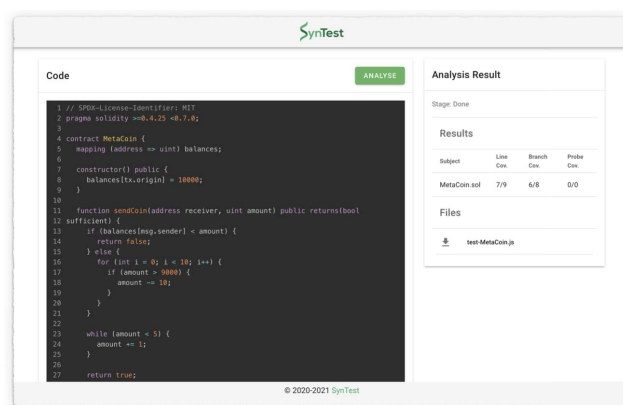 SynTest
Code
ANALYSE
1 // SPDX-License-Identifier: MIT
2 pragma solidity >=0.4.25 <0.7.0;
3
4 contract MetaCoin {
5 mapping (address => uint) balances;
6
7 constructor() public {
8 balances[tx.origin] = 10000;
9 }
10
11 function sendCoin(address receiver, uint amount) public returns(bool
12 sufficient) {
13 if (balances[msg.sender] < amount) {
14 return false;
15 } else {
16 for (int i = 0; i < 10; i++) {
17 if (amount > 9000) {
18 amount -= 10;
19 }
20 }
21 }
22
23 while (amount < 5) {
24 amount += 1;
25 }
26
27 return true;
Analysis Result
Stage: Done
Results
Subject Line Cov. Branch Cov. Probe Cov.
MetaCoin.sol 7/9 6/8 0/0
Files
test-MetaCoin.js
© 2020-2021 SynTest